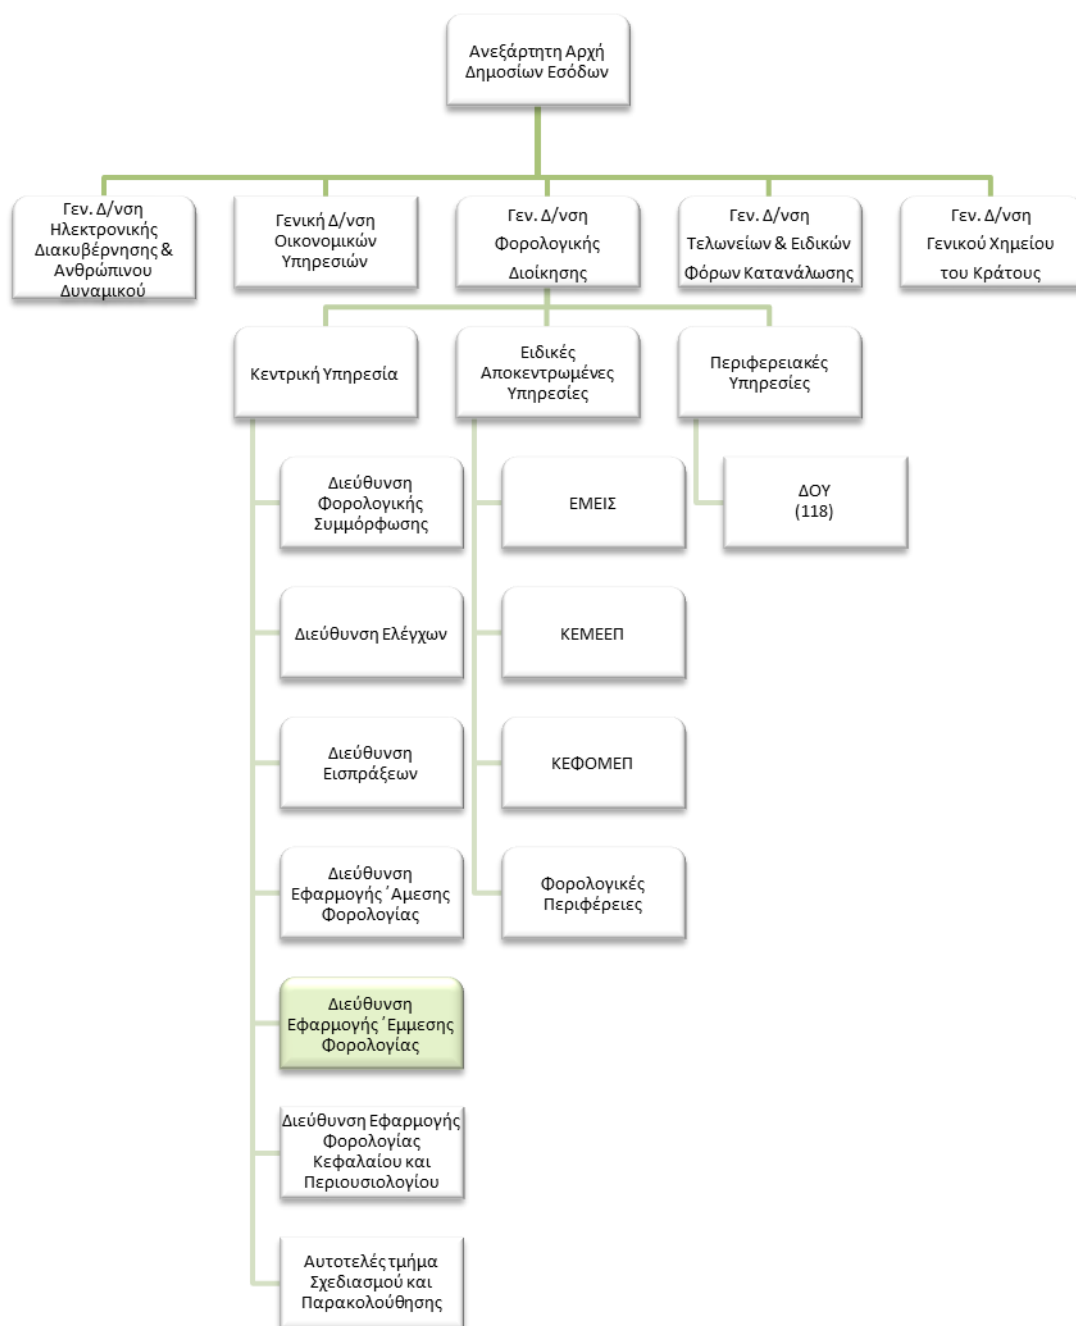 Ανεξάρτητη Αρχή
Δημοσίων Εσόδων
Γεν. Δ/νση
Ηλεκτρονικής
Διακυβέρνησης &
Ανθρώπινου
Δυναμικού
Γενική Δ/νση
Οικονομικών
Υπηρεσιών
Γεν. Δ/νση
Φορολογικής
Διοίκησης
Γεν. Δ/νση
Τελωνείων & Ειδικών
Φόρων Κατανάλωσης
Γεν. Δ/νση
Γενικού Χημείου
του Κράτους
Κεντρική Υπηρεσία
Ειδικές
Αποκεντρωμένες
Υπηρεσίες
Περιφερειακές
Υπηρεσίες
Διεύθυνση
Φορολογικής
Συμμόρφωσης
ΕΜΕΙΣ
ΔΟΥ
(118)
Διεύθυνση Ελέγχων
ΚΕΜΕΕΠ
Διεύθυνση
Εισπράξεων
ΚΕΦΟΜΕΠ
Διεύθυνση
Εφαρμογής ΄Αμεσης
Φορολογίας
Φορολογικές
Περιφέρειες
Διεύθυνση
Εφαρμογής ΄Εμμεσης
Φορολογίας
Διεύθυνση Εφαρμογής
Φορολογίας
Κεφαλαίου και
Περιουσιολογίου
Αυτοτελές τμήμα
Σχεδιασμού και
Παρακολούθησης